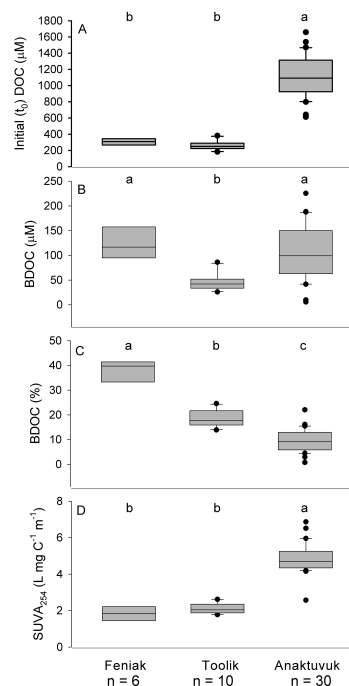 b b a
A
1800
1600
1400
1200
1000
800
600
400
200
0
Initial (t0) DOC (µM)
a b a
B
250
200
150
100
50
0
BDOC (µM)
a b c
C
50
40
30
20
10
0
BDOC (%)
b b a
D
8
6
4
2
0
SUVA254 (L mg C-1 m-1)
Feniak Toolik Anaktuvuk
n = 6 n = 10 n = 30